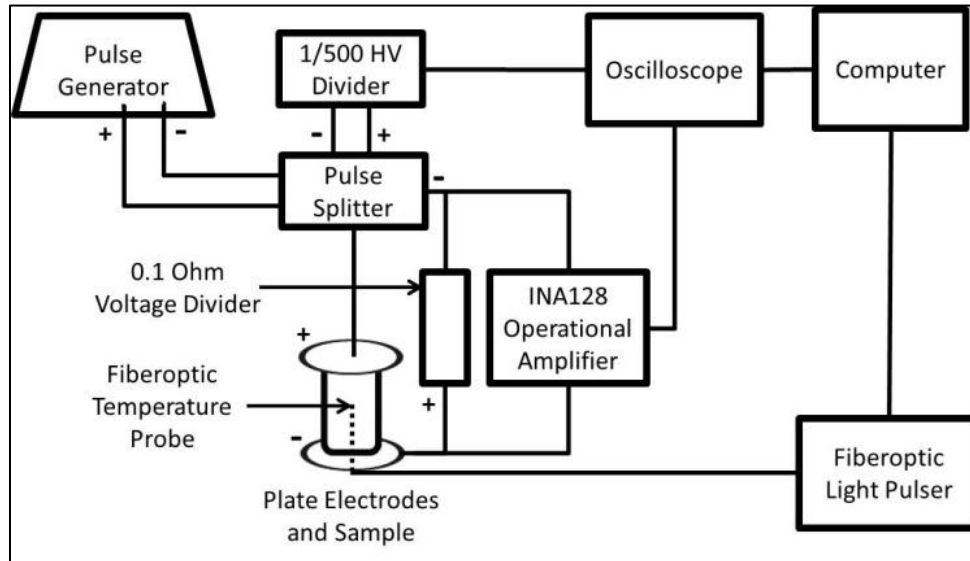 Pulse
Generator
+
-
1/500 HV
Divider
-
+
Oscilloscope
Computer
Pulse
Splitter
-
0.1 Ohm
Voltage Divider
+
INA128
Operational
Amplifier
+
Fiberoptic
Temperature
Probe
-
Fiberoptic
Light Pulser
Plate Electrodes
and Sample